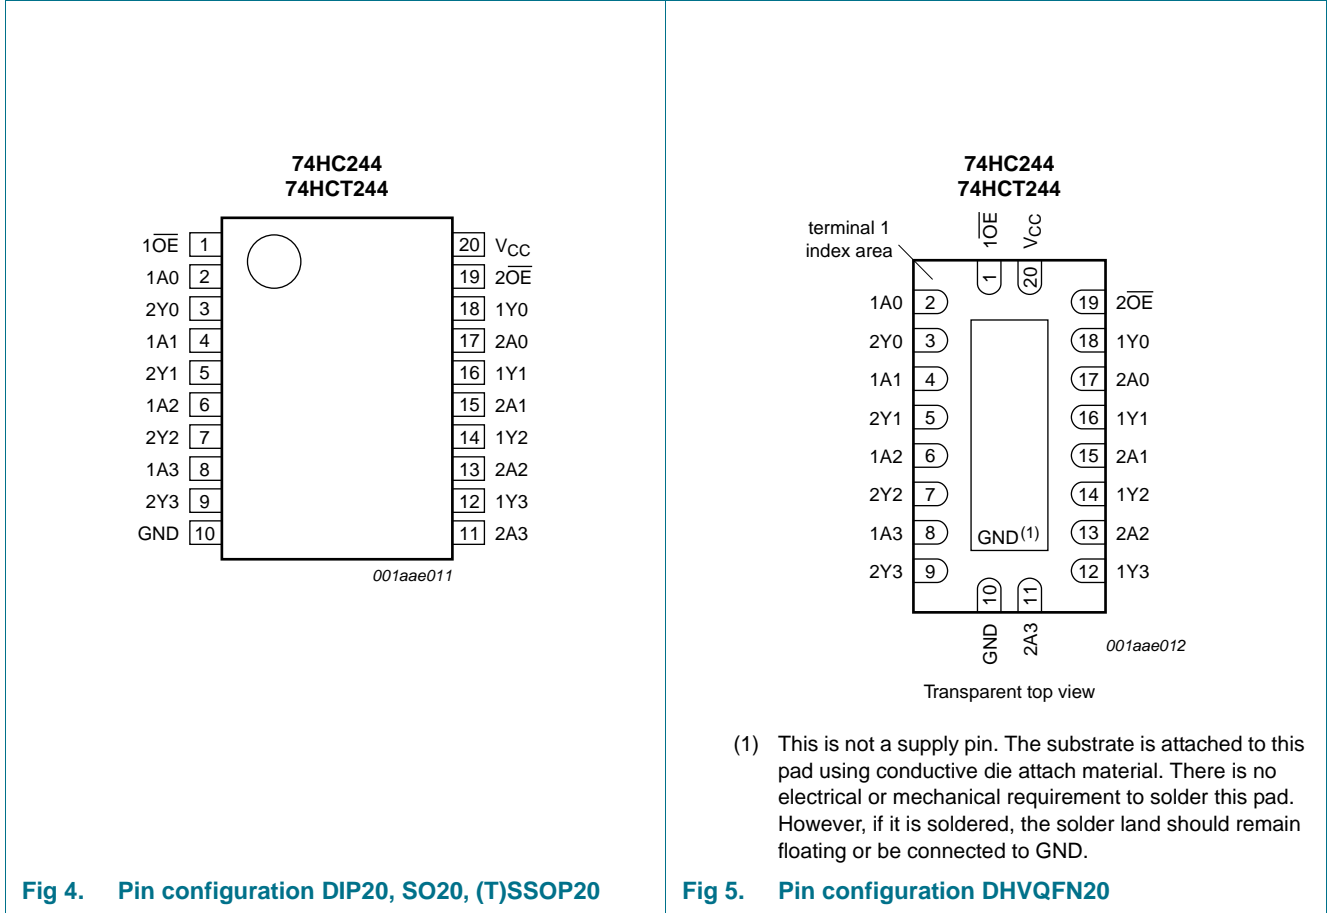 74HC244
74HCT244
1O̅E̅ 1
1A0 2
2Y0 3
1A1 4
2Y1 5
1A2 6
2Y2 7
1A3 8
2Y3 9
GND 10
20 VCC
19 2O̅E̅
18 1Y0
17 2A0
16 1Y1
15 2A1
14 1Y2
13 2A2
12 1Y3
11 2A3
001aae011
Fig 4. Pin configuration DIP20, SO20, (T)SSOP20
74HC244
74HCT244
terminal 1
index area
1O̅E̅
VCC
1
20
1A0 2
2Y0 3
1A1 4
2Y1 5
1A2 6
2Y2 7
1A3 8
2Y3 9
19 2O̅E̅
18 1Y0
17 2A0
16 1Y1
15 2A1
14 1Y2
13 2A2
12 1Y3
GND(1)
10
11
GND
2A3
001aae012
Transparent top view
(1) This is not a supply pin. The substrate is attached to this
pad using conductive die attach material. There is no
electrical or mechanical requirement to solder this pad.
However, if it is soldered, the solder land should remain
floating or be connected to GND.
Fig 5. Pin configuration DHVQFN20